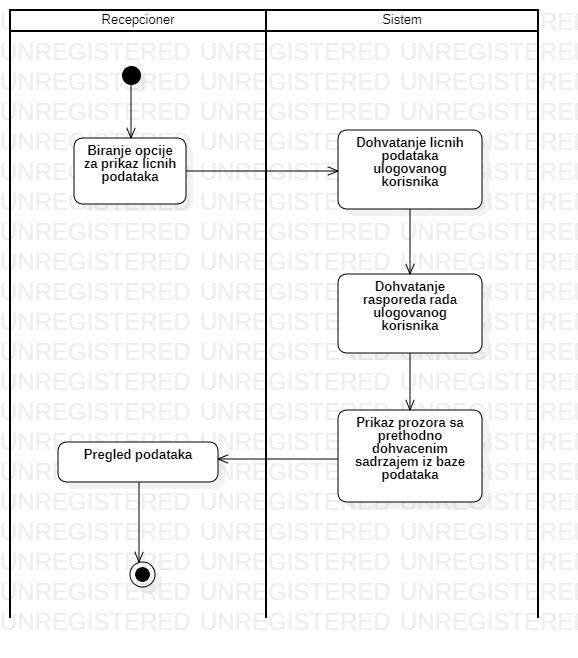 Recepcioner
Sistem
Biranje opcije
za prikaz licnih
podataka
Dohvatanje licnih
podataka
ulogovanog
korisnika
Dohvatanje
rasporeda rada
ulogovanog
korisnika
Prikaz prozora sa
prethodno
dohvacenim
sadrzajem iz baze
podataka
Pregled podataka
UNREGISTERED UNREGISTERED UNREGISTERED